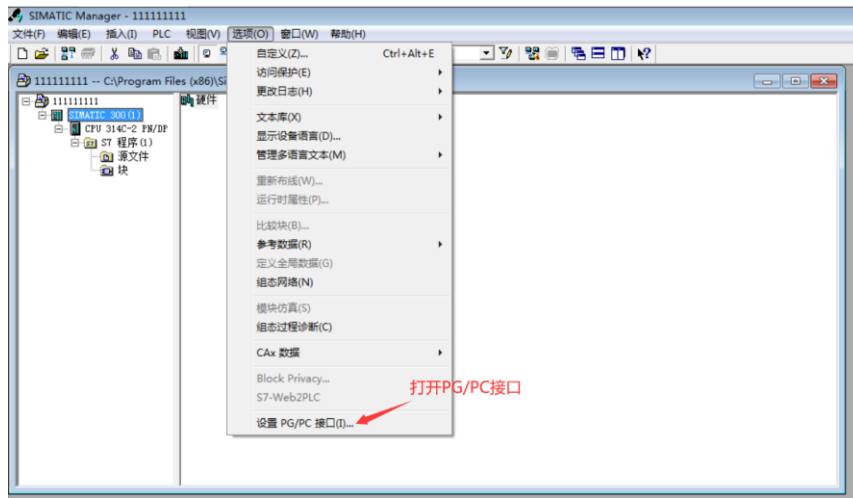 SIMATIC Manager - 111111111
文件(F) 编辑(E) 插入(I) PLC 视图(V) 选项(O) 窗口(W) 帮助(H)
111111111 -- C:\Program Files (x86)\Si
111111111
SIMATIC 300(1)
CPU 314C-2 PN/DP
S7 程序(1)
源文件
块
硬件
自定义(Z)... Ctrl+Alt+E
访问保护(E)
更改日志(H)
文本库(X)
显示设备语言(D)...
管理多语言文本(M)
重新布线(W)...
运行时属性(P)...
比较块(B)...
参考数据(R)
定义全局数据(G)
组态网络(N)
模块仿真(S)
组态过程诊断(C)
CAx 数据
Block Privacy...
S7-Web2PLC
设置 PG/PC 接口(I)...
打开PG/PC接口